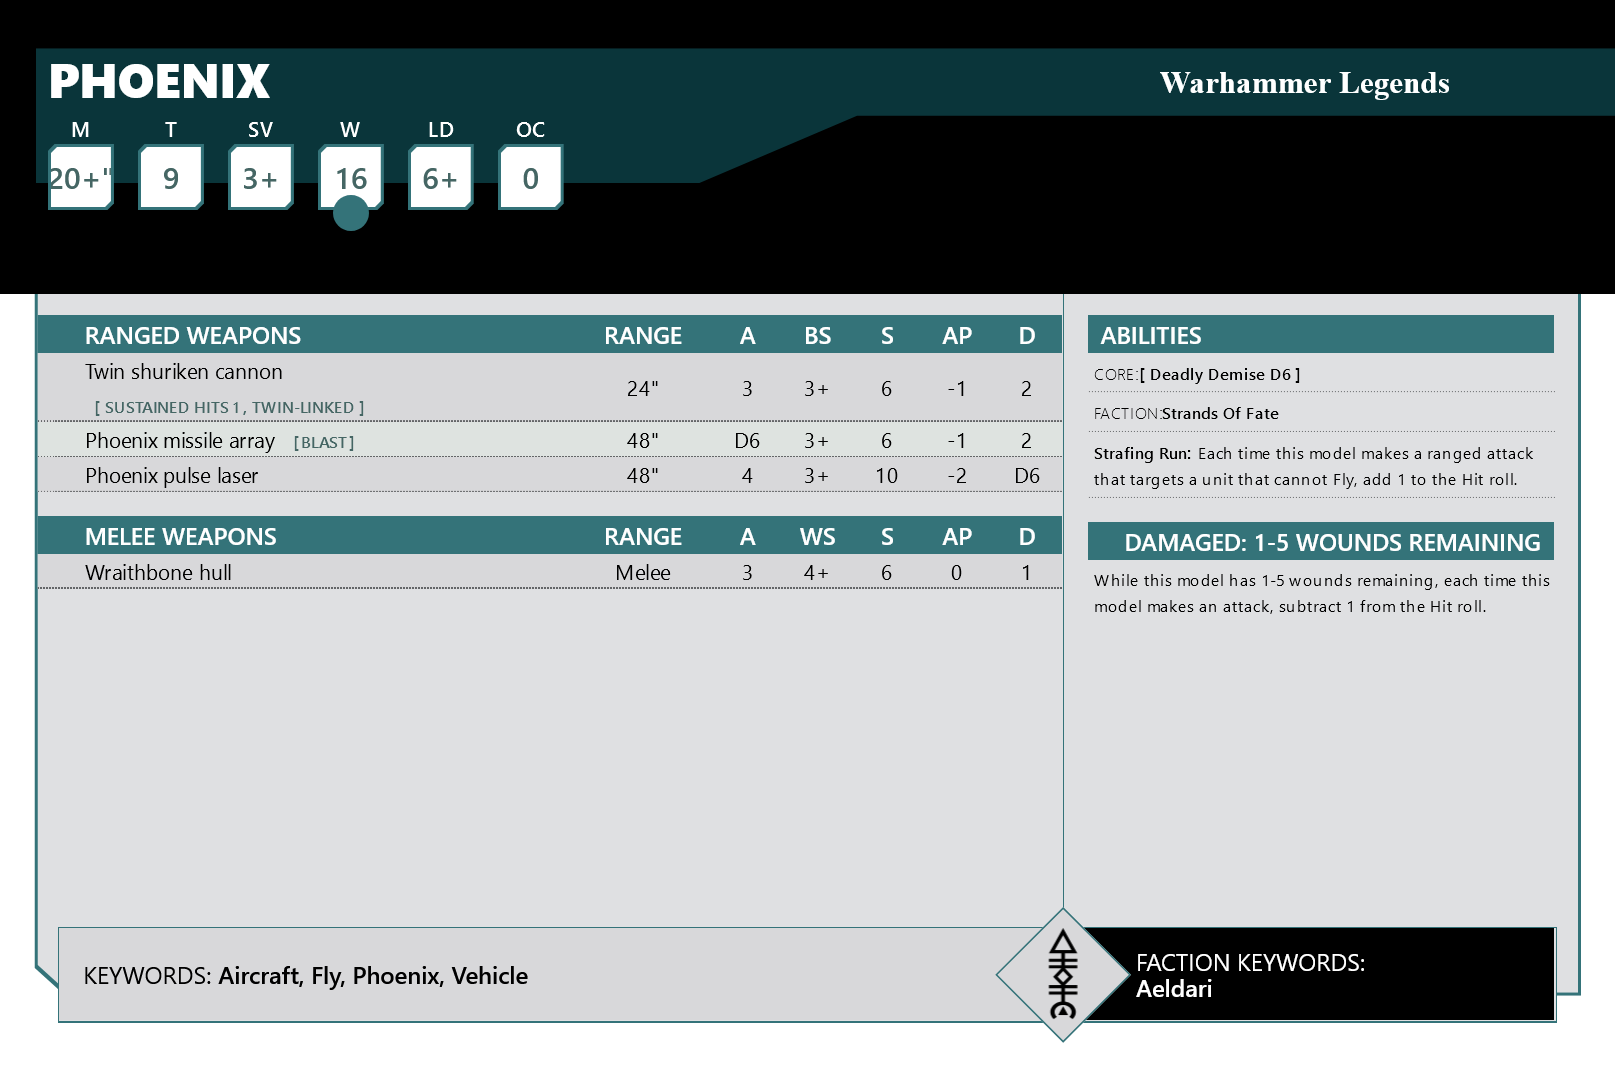 PHOENIX
Warhammer Legends
M T SV W LD OC
20+" 9 3+ 16 6+ 0
RANGED WEAPONS RANGE A BS S AP D
Twin shuriken cannon
[ SUSTAINED HITS 1, TWIN-LINKED ]
24" 3 3+ 6 -1 2
Phoenix missile array [BLAST] 48" D6 3+ 6 -1 2
Phoenix pulse laser 48" 4 3+ 10 -2 D6
MELEE WEAPONS RANGE A WS S AP D
Wraithbone hull Melee 3 4+ 6 0 1
ABILITIES
CORE:[ Deadly Demise D6 ]
FACTION:Strands Of Fate
Strafing Run: Each time this model makes a ranged attack
that targets a unit that cannot Fly, add 1 to the Hit roll.
DAMAGED: 1-5 WOUNDS REMAINING
While this model has 1-5 wounds remaining, each time this
model makes an attack, subtract 1 from the Hit roll.
KEYWORDS: Aircraft, Fly, Phoenix, Vehicle
FACTION KEYWORDS:
Aeldari